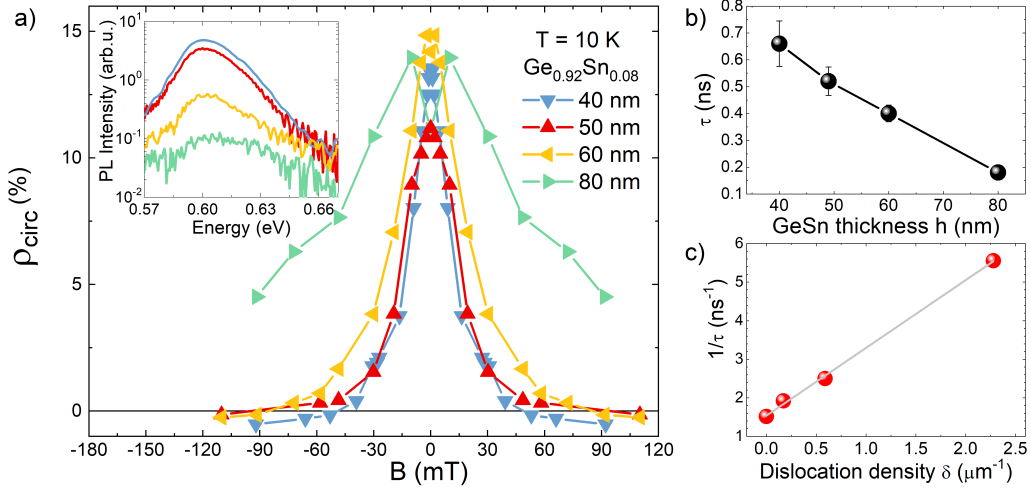 a)
ρcirc (%)
15
10
5
0
-180
-150
-120
-90
-60
-30
0
30
60
90
120
B (mT)
PL Intensity (arb.u.)
10¹
10⁰
10⁻¹
10⁻²
0.57
0.60
0.63
0.66
Energy (eV)
T = 10 K
Ge0.92Sn0.08
40 nm
50 nm
60 nm
80 nm
b)
τ (ns)
0.8
0.7
0.6
0.5
0.4
0.3
0.2
0.1
40
50
60
70
80
GeSn thickness h (nm)
c)
1/τ (ns⁻¹)
6
5
4
3
2
1
0.0
0.5
1.0
1.5
2.0
2.5
Dislocation density δ (μm⁻¹)